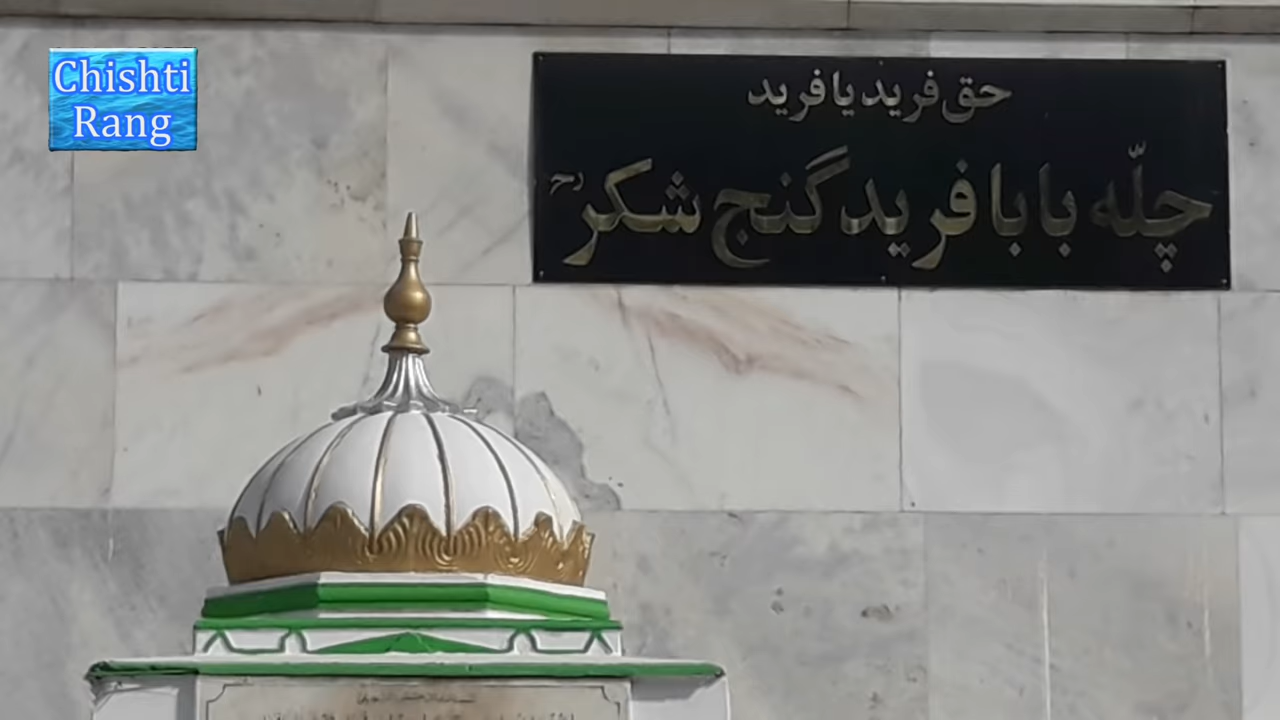 Chishti
Rang
حق فرید یا فرید
چلّہ بابا فرید گنج شکر ؒ